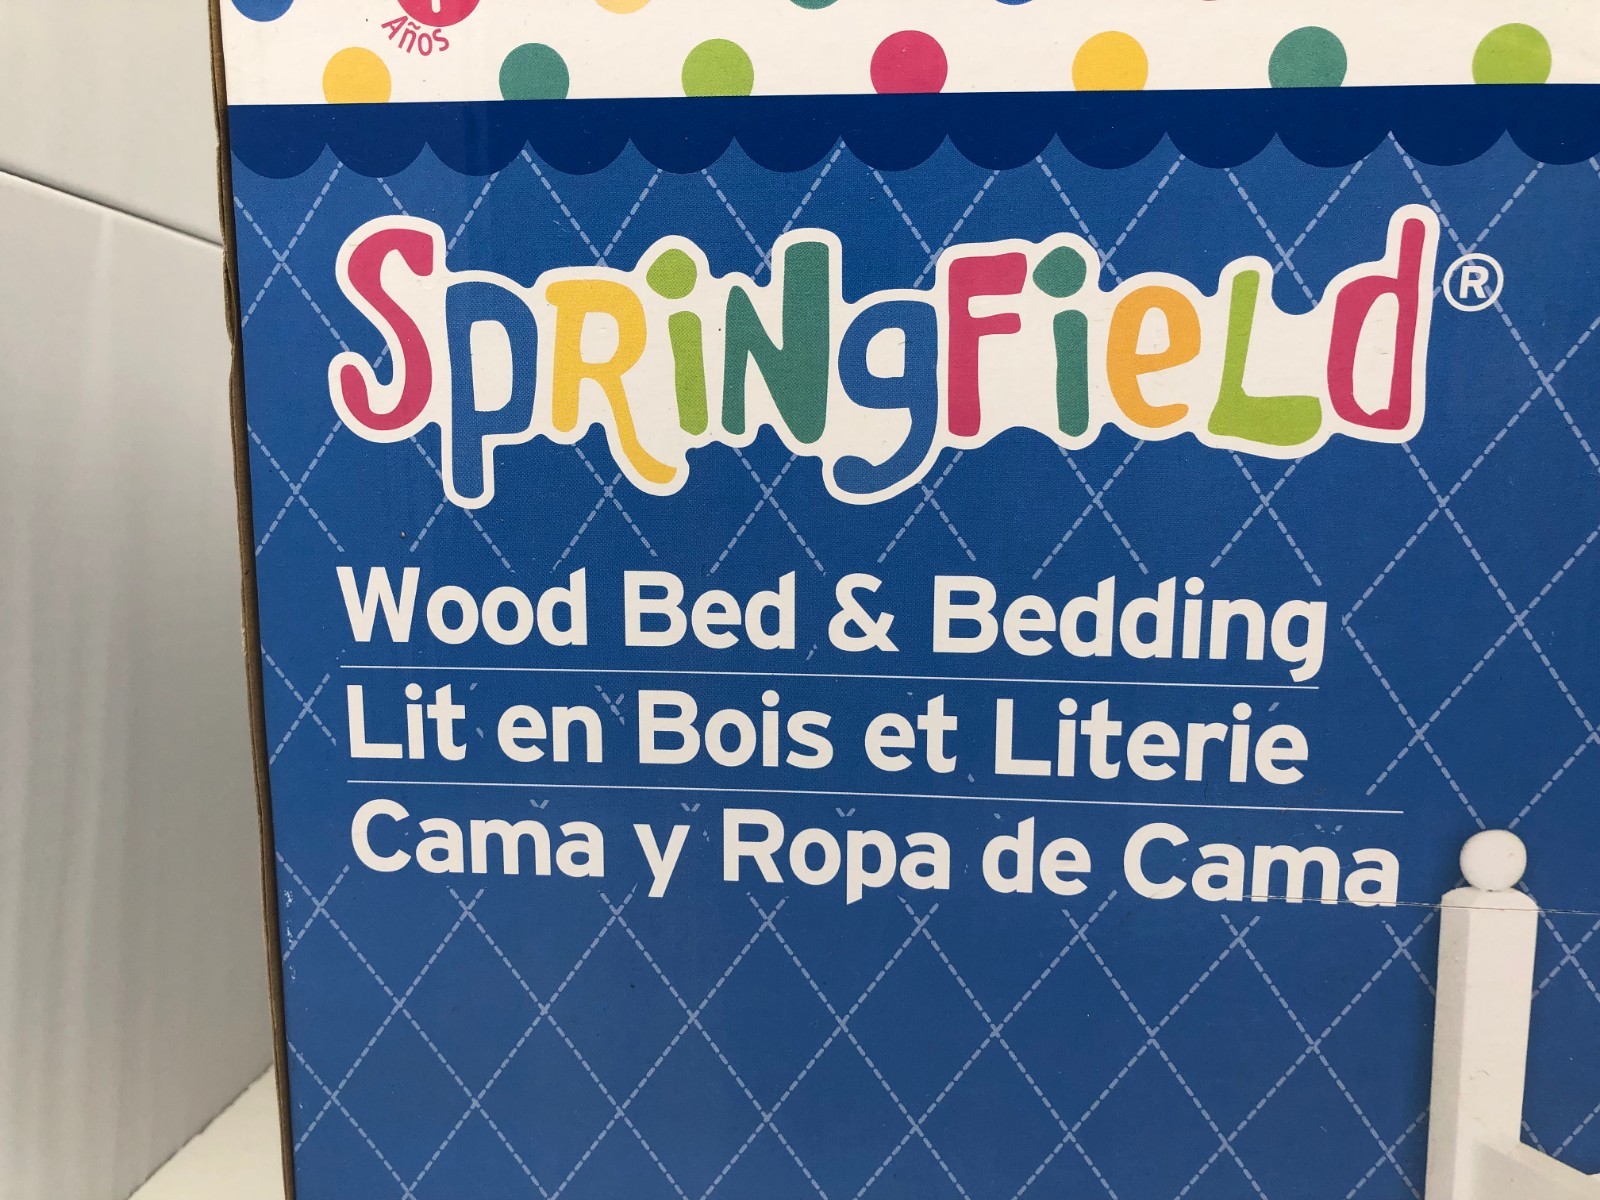 Años
Springfield®
Wood Bed & Bedding
Lit en Bois et Literie
Cama y Ropa de Cama